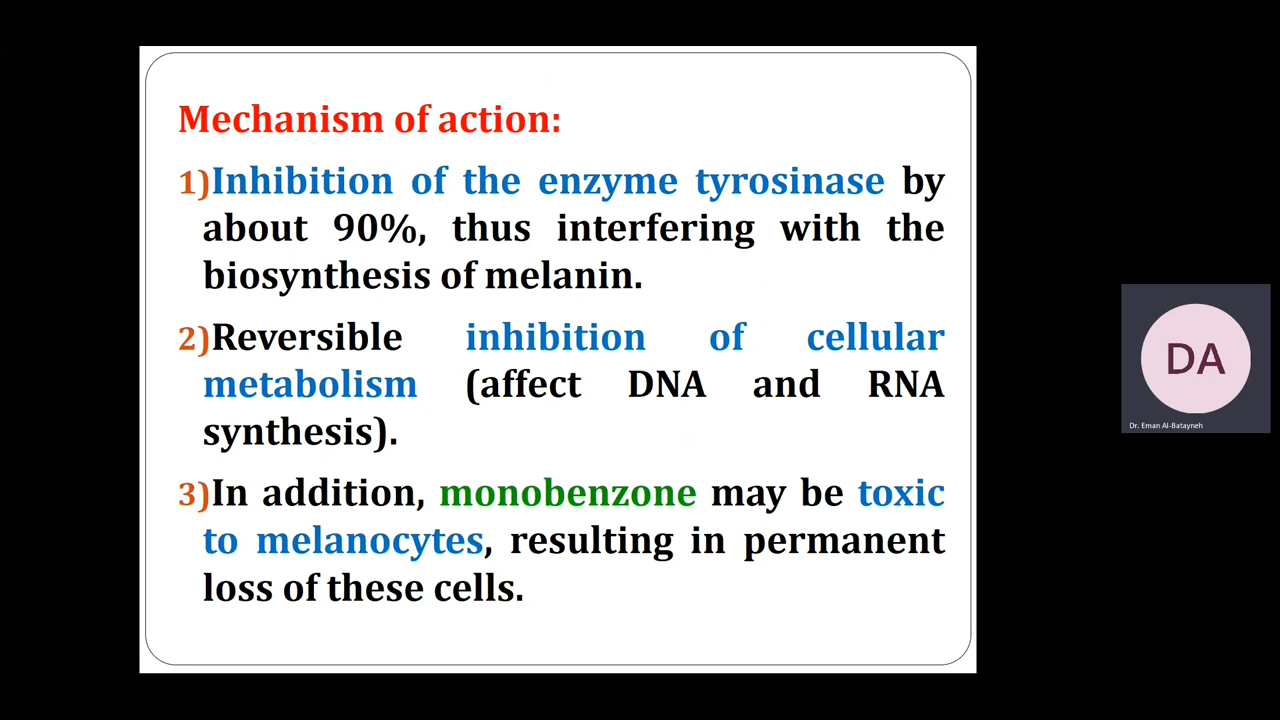 Mechanism of action:
1)Inhibition of the enzyme tyrosinase by
about 90%, thus interfering with the
biosynthesis of melanin.
2)Reversible inhibition of cellular
metabolism (affect DNA and RNA
synthesis).
3)In addition, monobenzone may be toxic
to melanocytes, resulting in permanent
loss of these cells.
DA
Dr. Eman Al-Batayneh